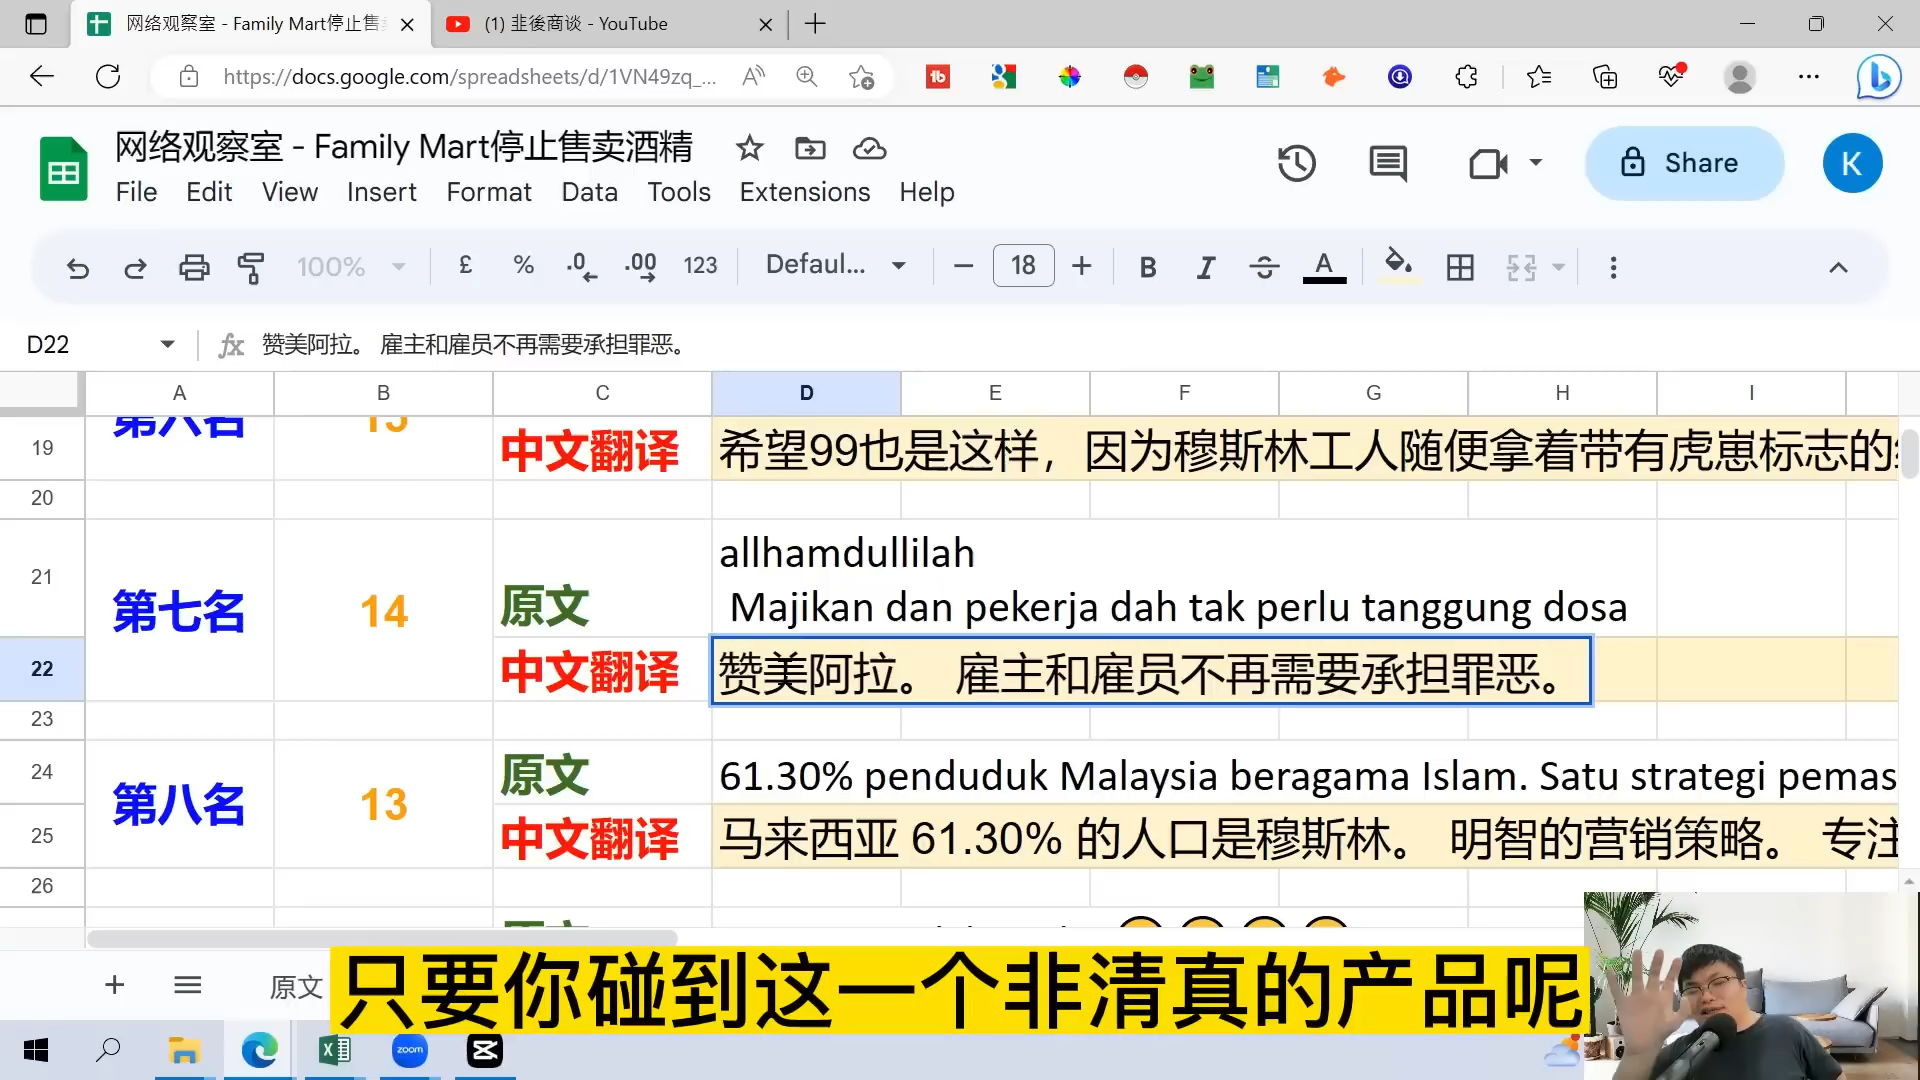 网络观察室 - Family Mart停止售
(1) 韭後商谈 - YouTube
https://docs.google.com/spreadsheets/d/1VN49zq_...
网络观察室 - Family Mart停止售卖酒精
File Edit View Insert Format Data Tools Extensions Help
Share
K
100% £ % .0 .00 123 Defaul... 18 B I A
D22 fx 赞美阿拉。 雇主和雇员不再需要承担罪恶。
A B C D E F G H I
19 第六名 15 中文翻译 希望99也是这样，因为穆斯林工人随便拿着带有虎崽标志的
20
21 原文 allhamdullilah
Majikan dan pekerja dah tak perlu tanggung dosa
第七名 14
22 中文翻译 赞美阿拉。 雇主和雇员不再需要承担罪恶。
23
24 原文 61.30% penduduk Malaysia beragama Islam. Satu strategi pemas
第八名 13
25 中文翻译 马来西亚 61.30% 的人口是穆斯林。 明智的营销策略。 专注
26
原文
原文
只要你碰到这一个非清真的产品呢
zoom